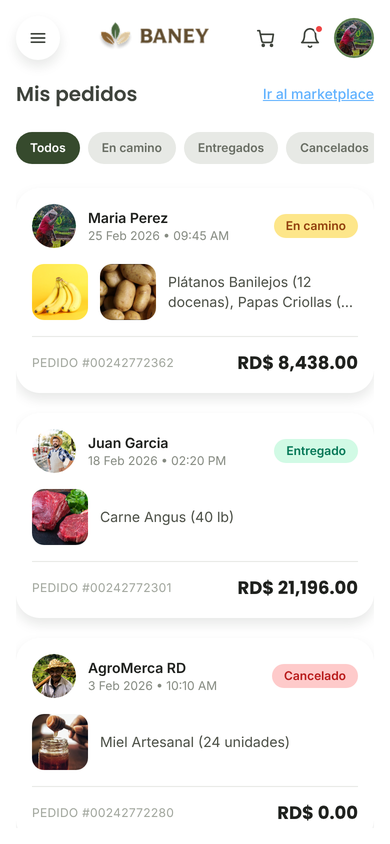 BANEY
Mis pedidos
Ir al marketplace
Todos
En camino
Entregados
Cancelados
Maria Perez
25 Feb 2026 • 09:45 AM
En camino
Plátanos Banilejos (12
docenas), Papas Criollas (...
PEDIDO #00242772362
RD$ 8,438.00
Juan Garcia
18 Feb 2026 • 02:20 PM
Entregado
Carne Angus (40 lb)
PEDIDO #00242772301
RD$ 21,196.00
AgroMerca RD
3 Feb 2026 • 10:10 AM
Cancelado
Miel Artesanal (24 unidades)
PEDIDO #00242772280
RD$ 0.00